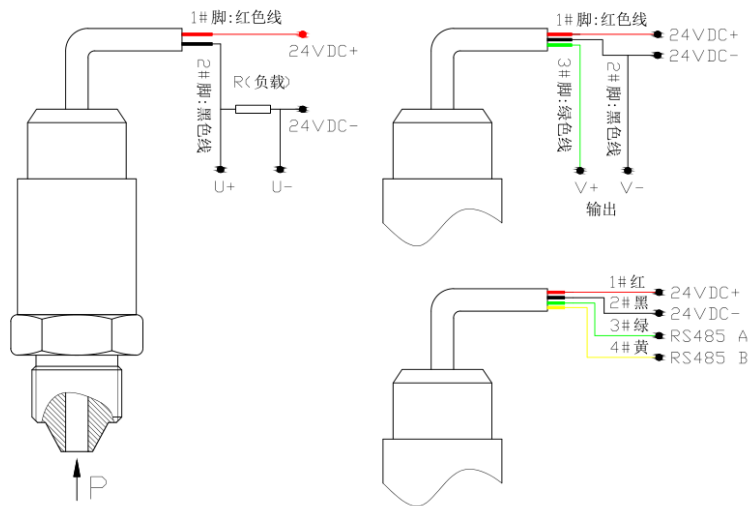 1#脚:红色线
24VDC+
2#脚:黑色线
R(负载)
24VDC-
U+
U-
P
1#脚:红色线
24VDC+
24VDC-
3#脚:绿色线
2#脚:黑色线
V+
V-
输出
1#红
24VDC+
2#黑
24VDC-
3#绿
RS485 A
4#黄
RS485 B